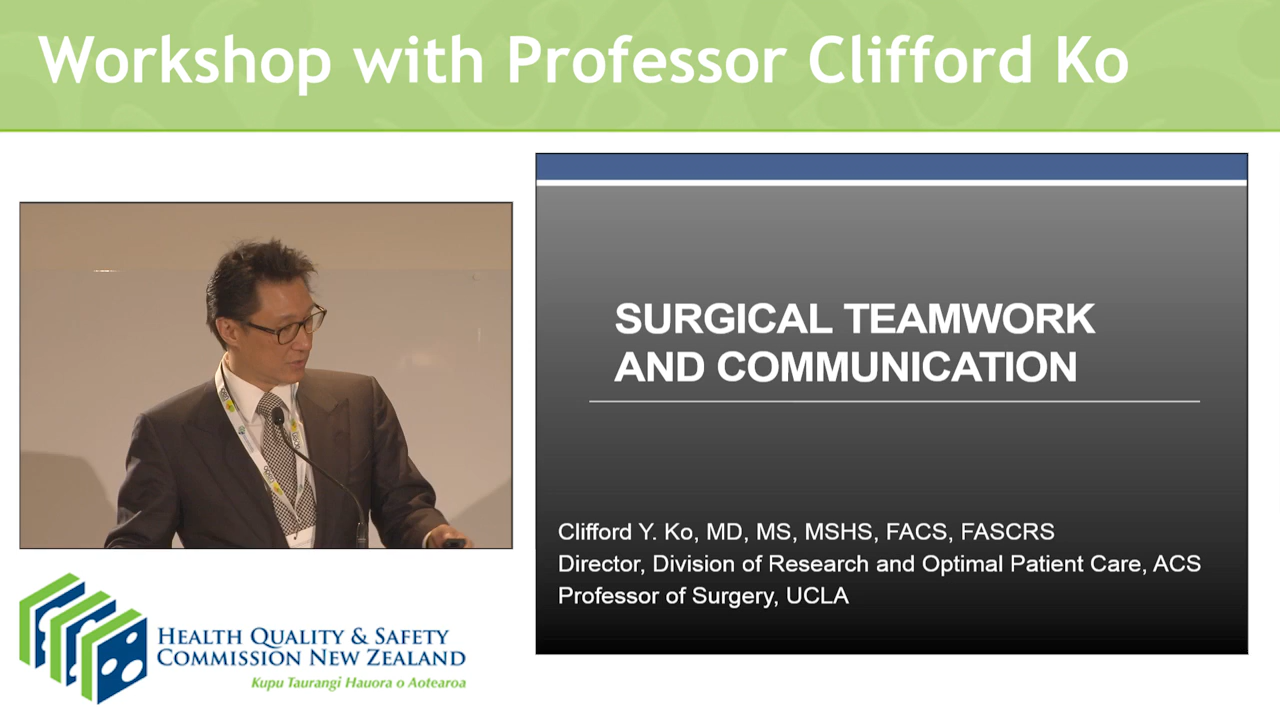 Workshop with Professor Clifford Ko
SURGICAL TEAMWORK
AND COMMUNICATION
Clifford Y. Ko, MD, MS, MSHS, FACS, FASCRS
Director, Division of Research and Optimal Patient Care, ACS
Professor of Surgery, UCLA
HEALTH QUALITY & SAFETY
COMMISSION NEW ZEALAND
Kupu Taurangi Hauora o Aotearoa